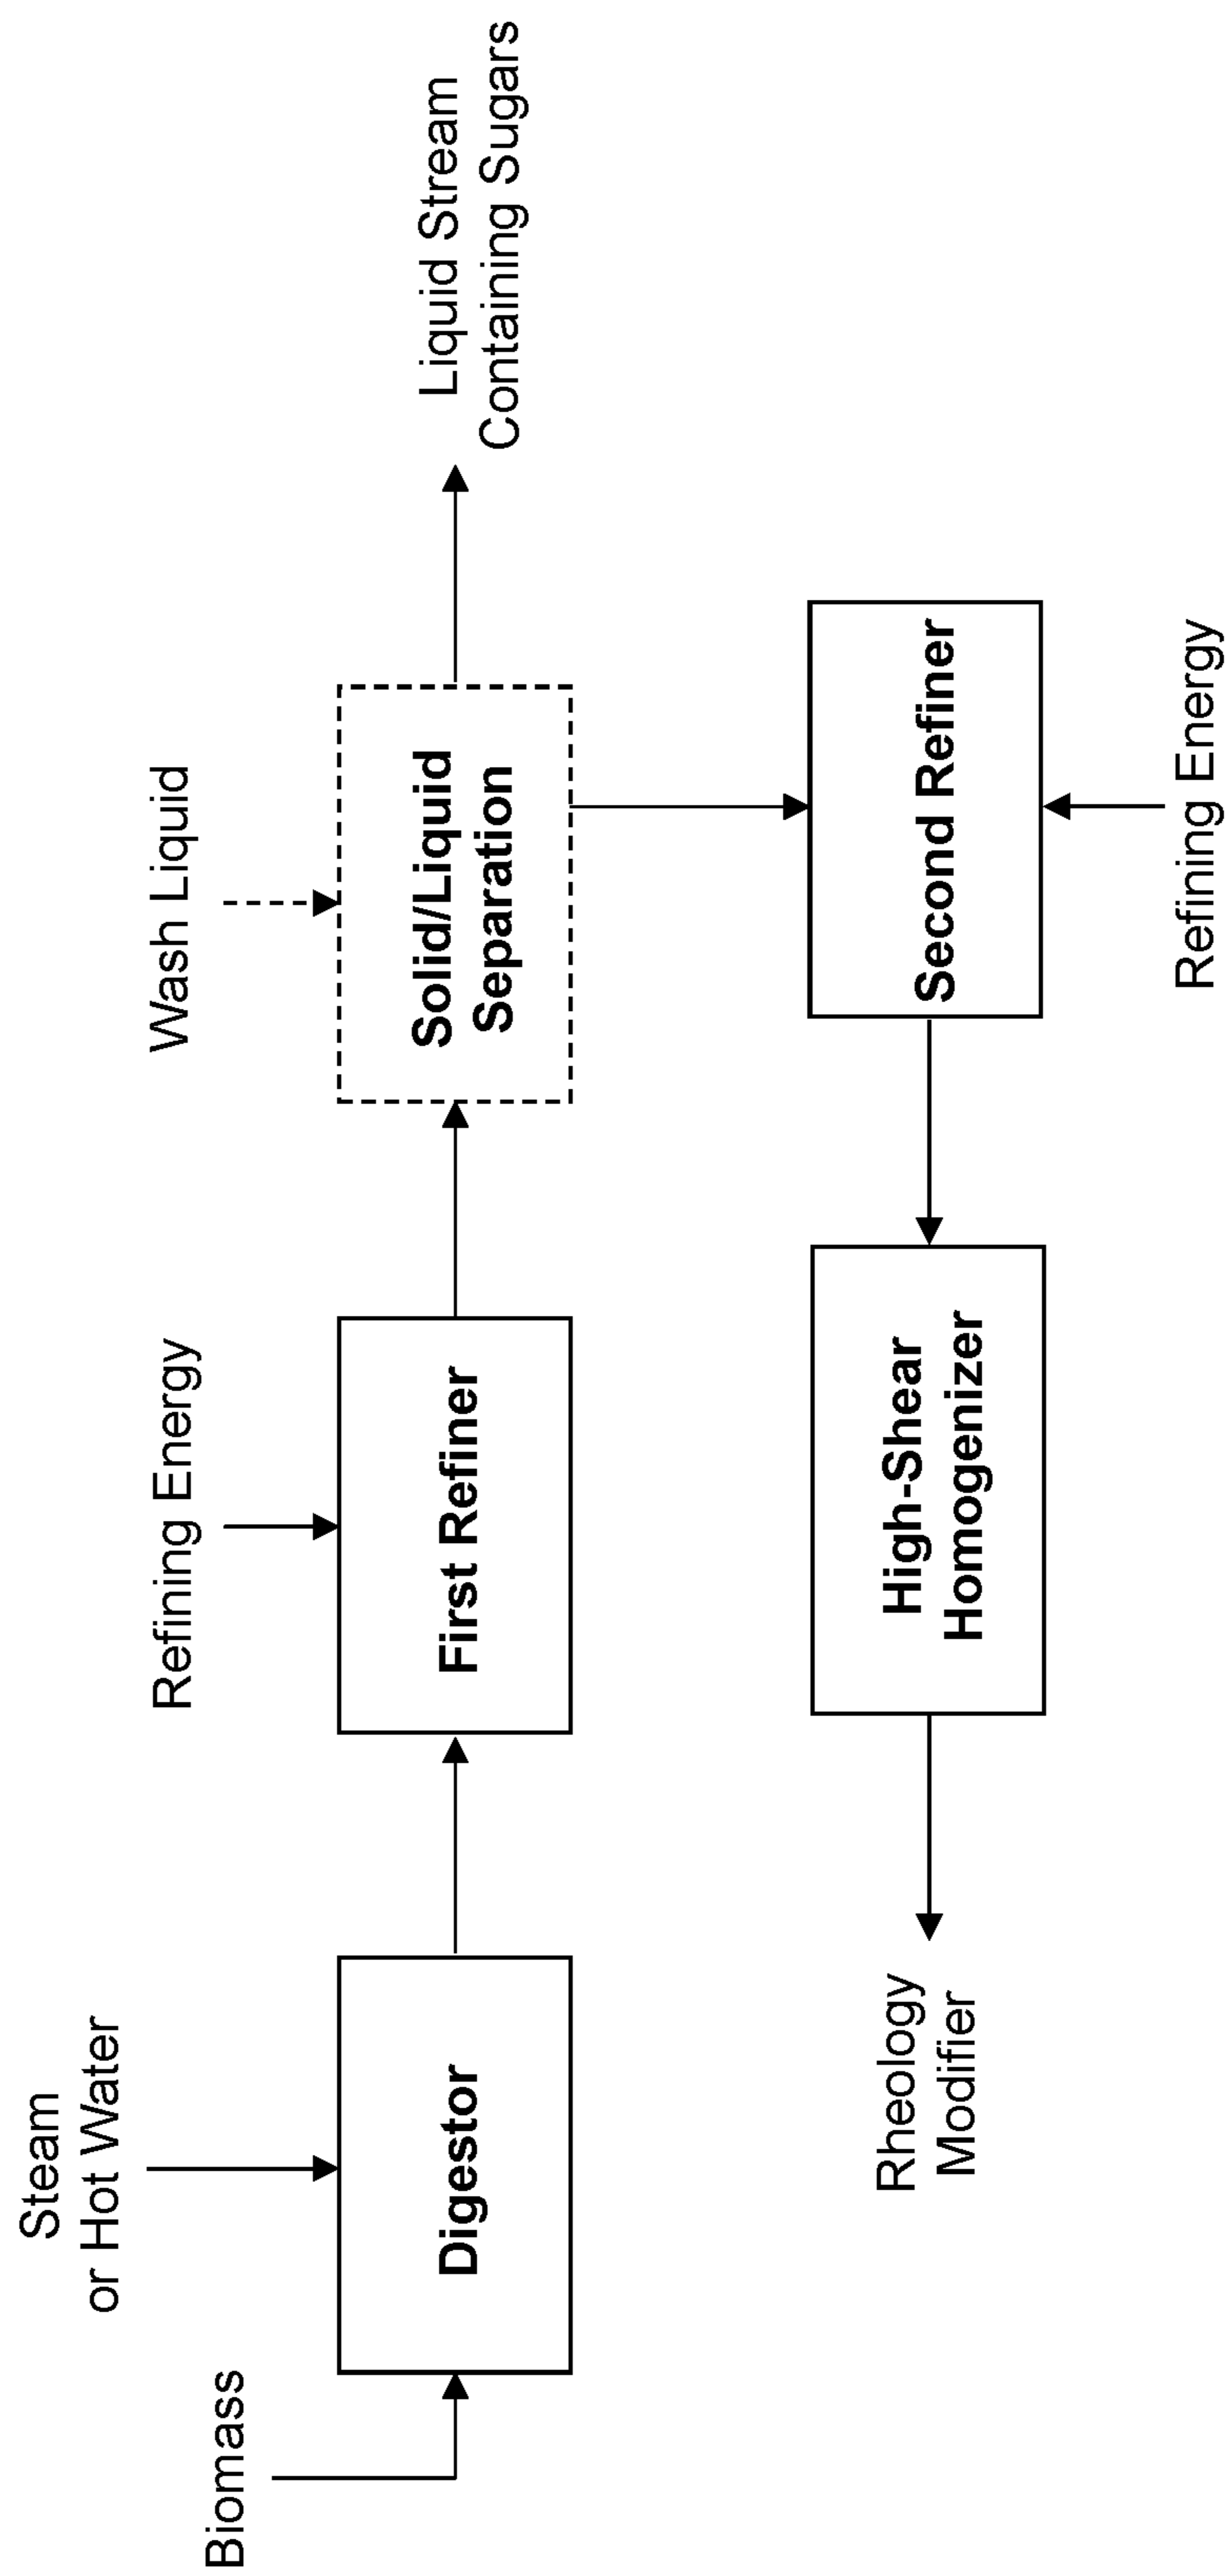 Biomass
Steam
or Hot Water
Digestor
Refining Energy
First Refiner
Wash Liquid
Solid/Liquid
Separation
Liquid Stream
Containing Sugars
Second Refiner
Refining Energy
High-Shear
Homogenizer
Rheology
Modifier